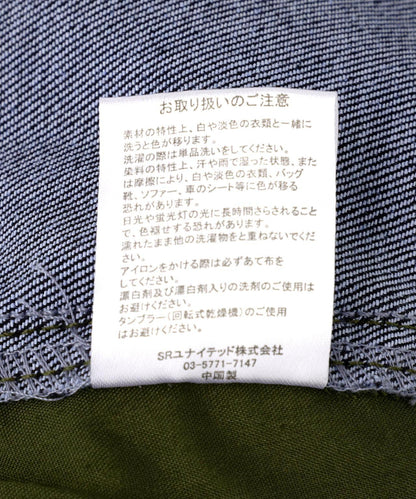 お取り扱いのご注意
素材の特性上、白や淡色の衣類と一緒に
洗うと色が移ります。
洗濯の際は単品洗いをしてください。
染料の特性上、汗や雨で湿った状態、また
は摩擦により、白や淡色の衣類、バッグ
靴、ソファー、車のシート等に色が移る
恐れがあります。
日光や蛍光灯の光に長時間さらされること
で、色褪せする恐れがあります。
濡れたまま他の洗濯物と重ねないでくだ
さい。
アイロンをかける際は必ずあて布を
してください。
漂白剤及び漂白剤入りの洗剤のご使用は
お避けください。
タンブラー（回転式乾燥機）のご使用は
お避けください。
SRユナイテッド株式会社
03-5771-7147
中国製